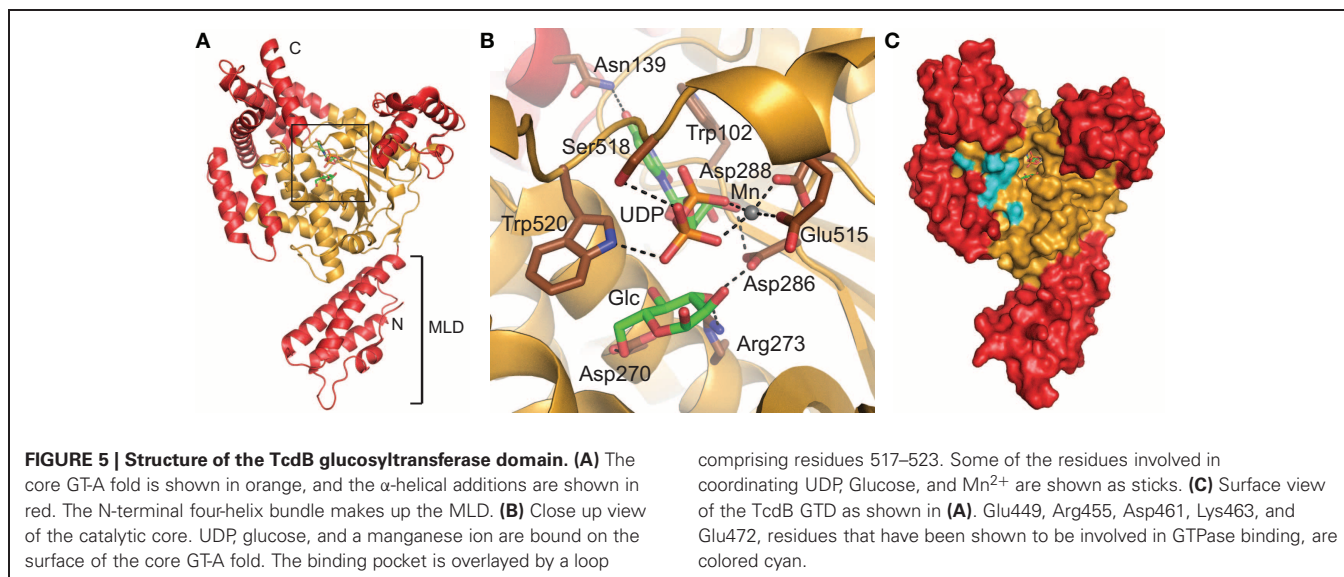 A
C
N
MLD
B
Asn139
Ser518
Trp102
Asp288
Mn
UDP
Trp520
Glu515
Asp286
Glc
Arg273
Asp270
C
FIGURE 5 | Structure of the TcdB glucosyltransferase domain. (A) The
core GT-A fold is shown in orange, and the α-helical additions are shown in
red. The N-terminal four-helix bundle makes up the MLD. (B) Close up view
of the catalytic core. UDP, glucose, and a manganese ion are bound on the
surface of the core GT-A fold. The binding pocket is overlayed by a loop
comprising residues 517–523. Some of the residues involved in
coordinating UDP, Glucose, and Mn²⁺ are shown as sticks. (C) Surface view
of the TcdB GTD as shown in (A). Glu449, Arg455, Asp461, Lys463, and
Glu472, residues that have been shown to be involved in GTPase binding, are
colored cyan.